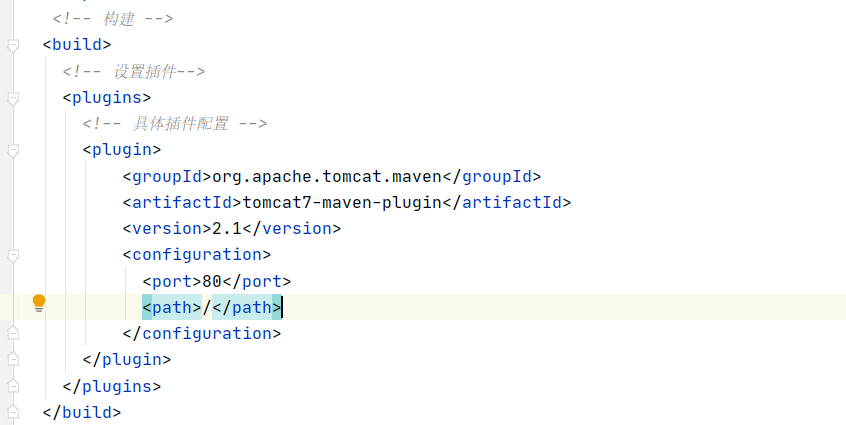 <!-- 构建 -->
<build>
<!-- 设置插件-->
<plugins>
<!-- 具体插件配置 -->
<plugin>
<groupId>org.apache.tomcat.maven</groupId>
<artifactId>tomcat7-maven-plugin</artifactId>
<version>2.1</version>
<configuration>
<port>80</port>
<path>/</path>
</configuration>
</plugin>
</plugins>
</build>